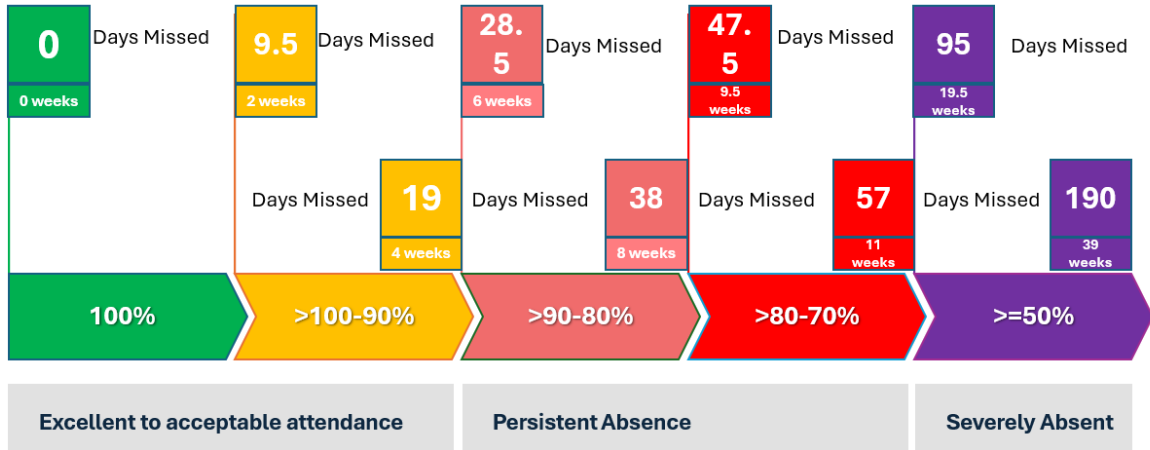 0
Days Missed
0 weeks
9.5
Days Missed
2 weeks
28.
5
Days Missed
6 weeks
47.
5
Days Missed
9.5
weeks
95
Days Missed
19.5
weeks
Days Missed
19
4 weeks
Days Missed
38
8 weeks
Days Missed
57
11
weeks
Days Missed
190
39
weeks
100%
>100-90%
>90-80%
>80-70%
>=50%
Excellent to acceptable attendance
Persistent Absence
Severely Absent